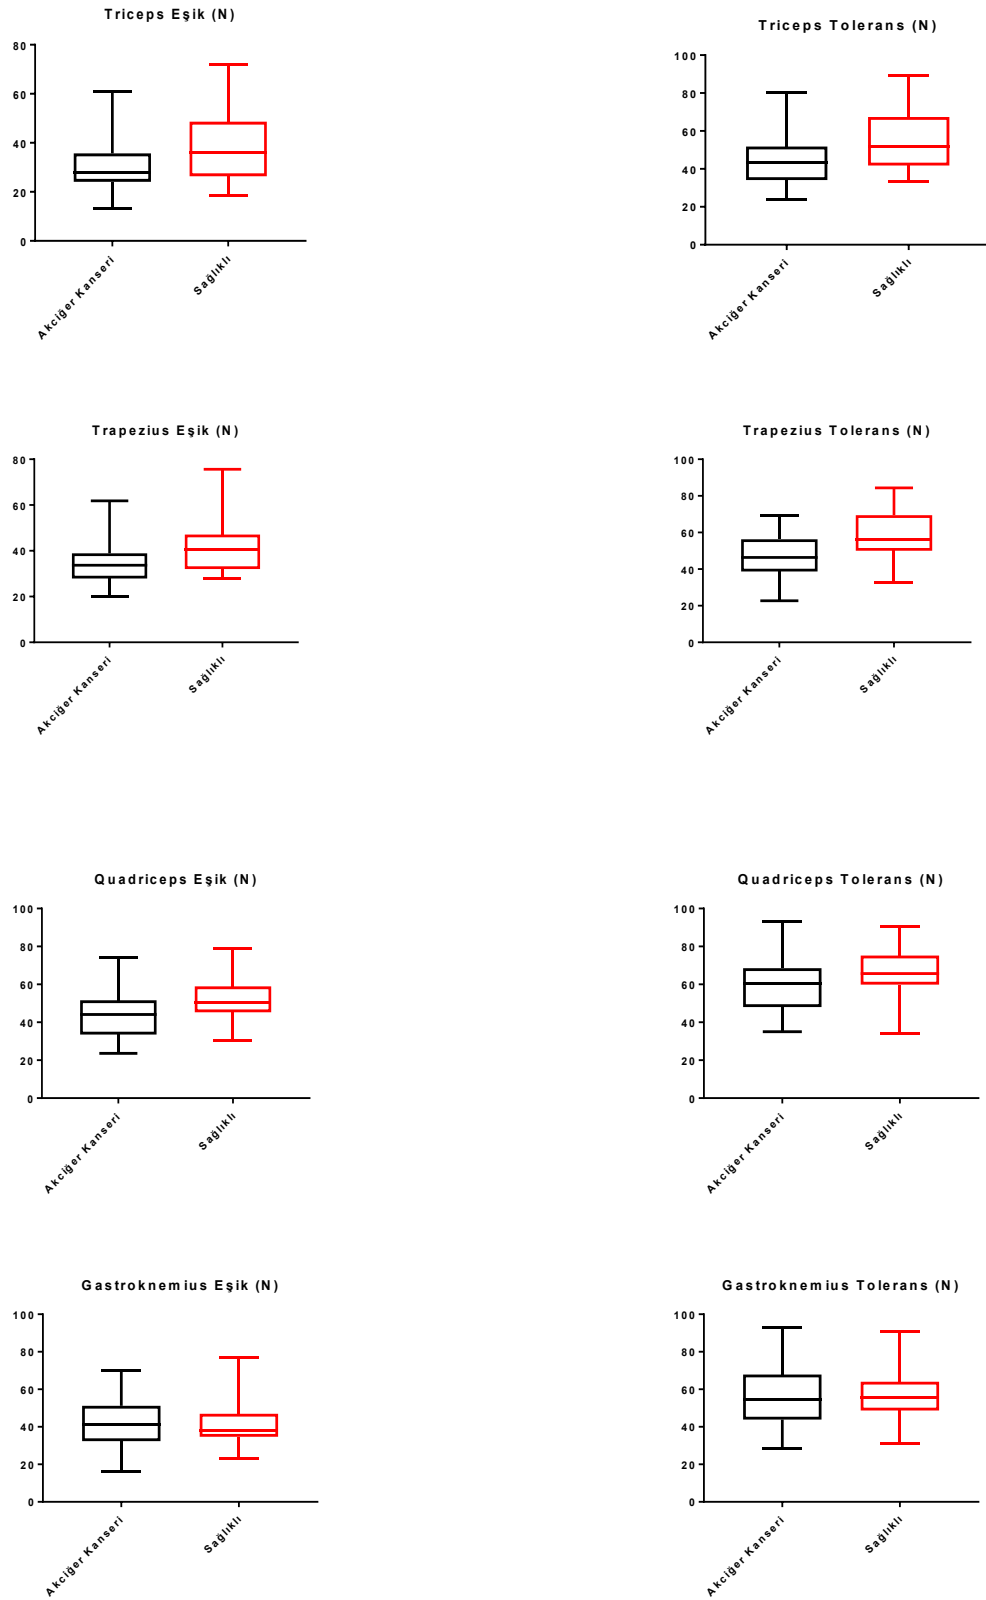 Triceps Eşik (N)
80
60
40
20
0
Akciğer Kanseri
Sağlıklı
Triceps Tolerans (N)
100
80
60
40
20
0
Akciğer Kanseri
Sağlıklı
Trapezius Eşik (N)
80
60
40
20
0
Akciğer Kanseri
Sağlıklı
Trapezius Tolerans (N)
100
80
60
40
20
0
Akciğer Kanseri
Sağlıklı
Quadriceps Eşik (N)
100
80
60
40
20
0
Akciğer Kanseri
Sağlıklı
Quadriceps Tolerans (N)
100
80
60
40
20
0
Akciğer Kanseri
Sağlıklı
Gastroknemius Eşik (N)
100
80
60
40
20
0
Akciğer Kanseri
Sağlıklı
Gastroknemius Tolerans (N)
100
80
60
40
20
0
Akciğer Kanseri
Sağlıklı